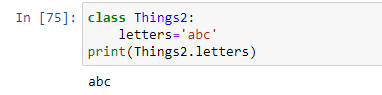 In [75]: class Things2:
    letters='abc'
print(Things2.letters)
abc